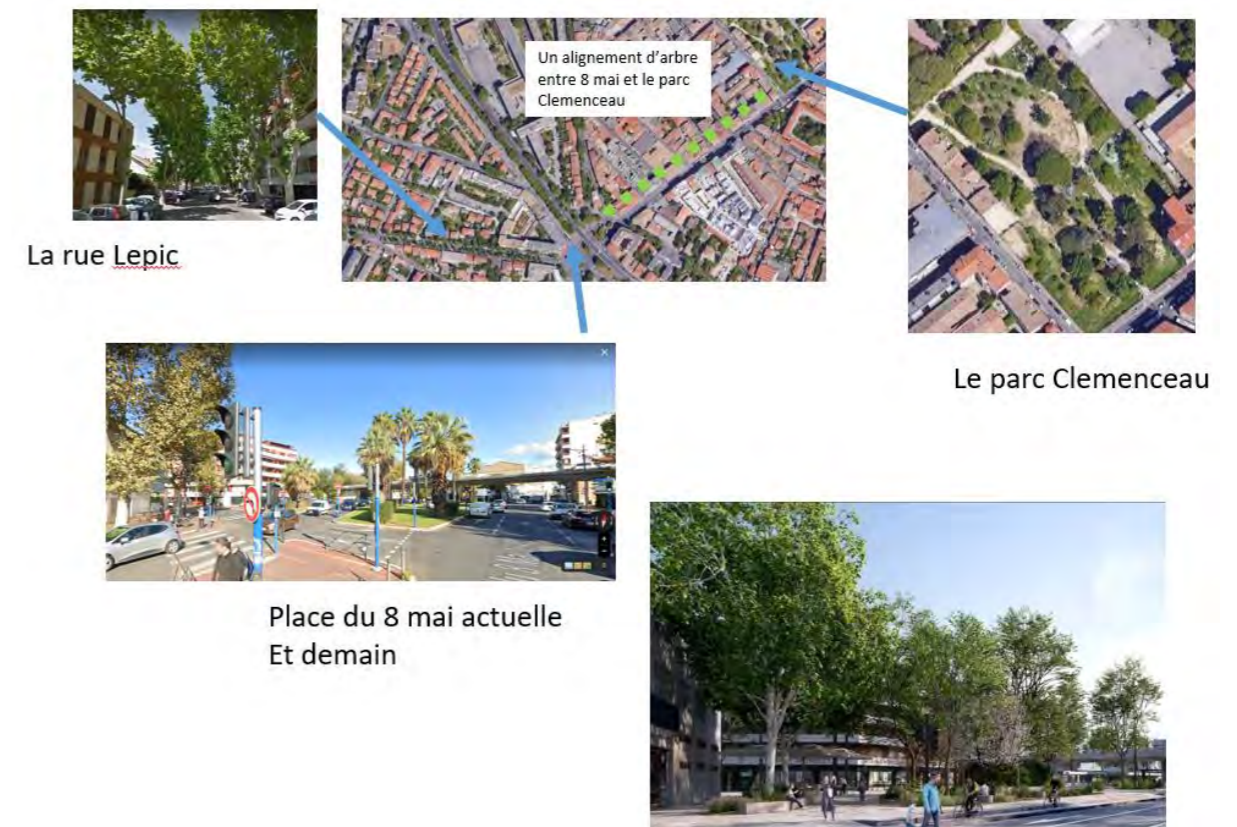 Un alignement d'arbre
entre 8 mai et le parc
Clemenceau
La rue Lepic
Le parc Clemenceau
Place du 8 mai actuelle
Et demain